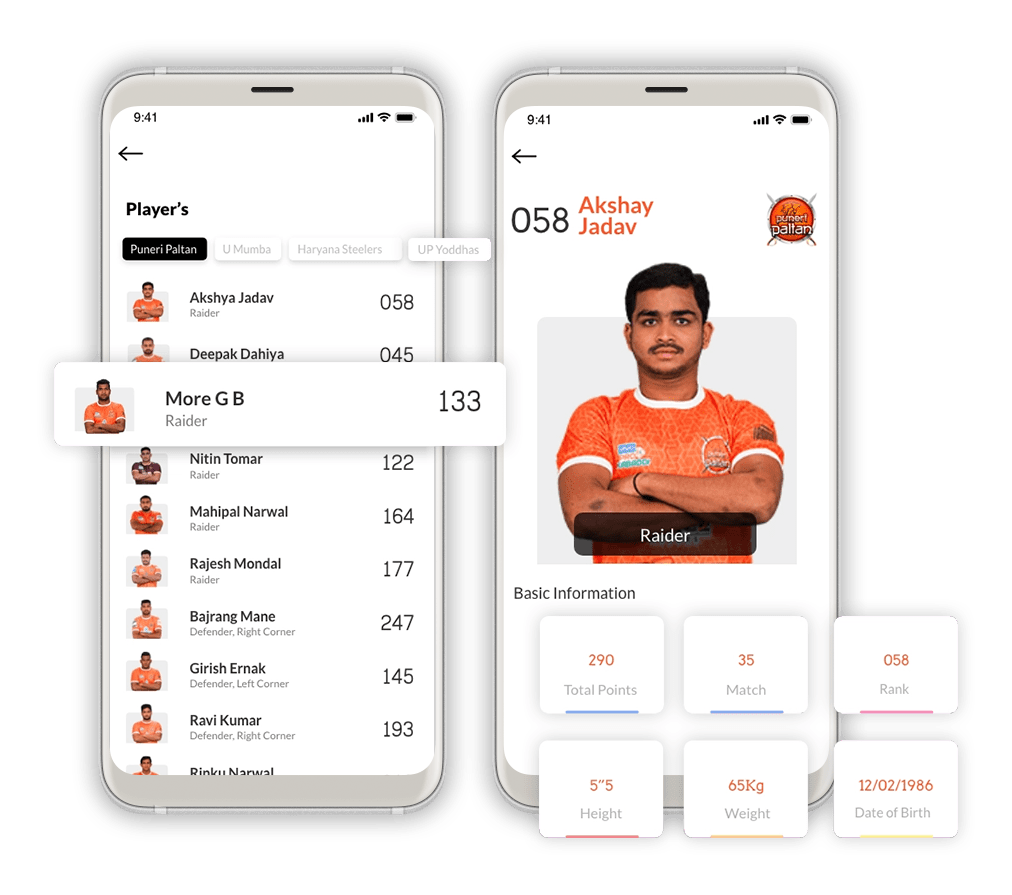 9:41
Player’s
Puneri Paltan
U Mumba
Haryana Steelers
UP Yoddhas
Akshya Jadav
Raider
058
Deepak Dahiya
045
More G B
Raider
133
Nitin Tomar
Raider
122
Mahipal Narwal
Raider
164
Rajesh Mondal
Raider
177
Bajrang Mane
Defender, Right Corner
247
Girish Ernak
Defender, Left Corner
145
Ravi Kumar
Defender, Right Corner
193
Rinku Narwal
9:41
058
Akshay
Jadav
puneri
paltan
Raider
Basic Information
290
Total Points
35
Match
058
Rank
5”5
Height
65Kg
Weight
12/02/1986
Date of Birth